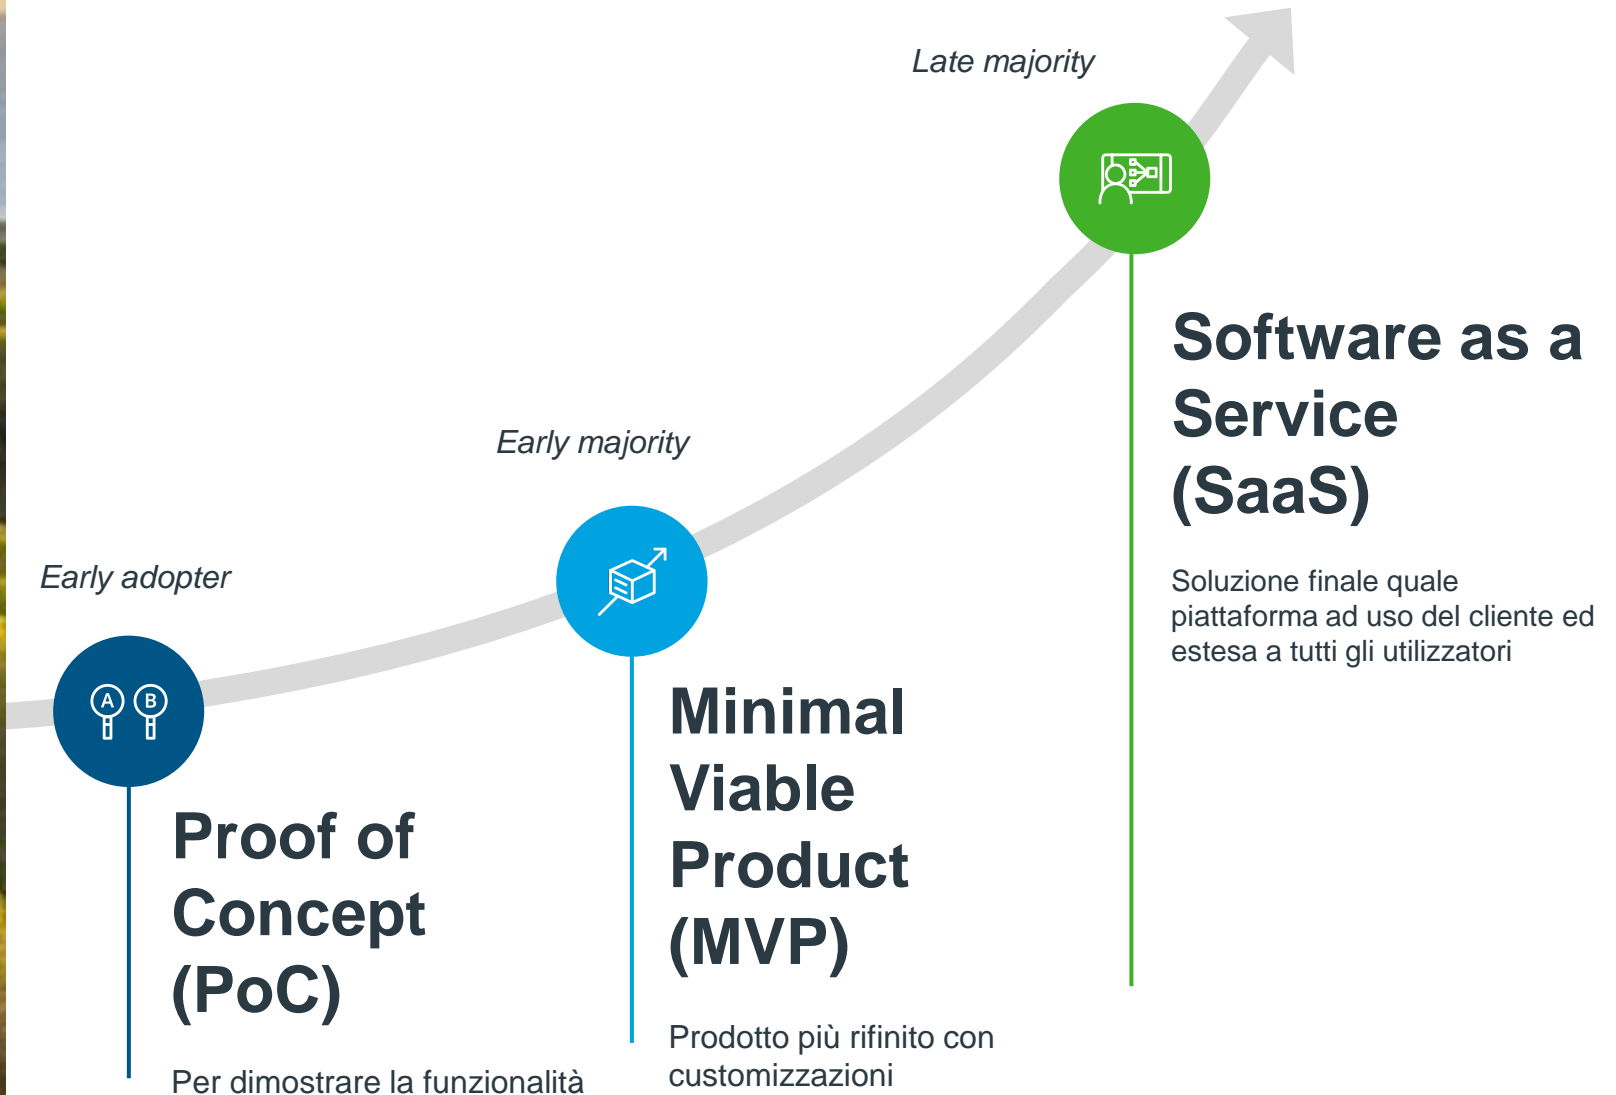 Late majority
Early majority
Early adopter
A B
Software as a
Service
(SaaS)
Soluzione finale quale
piattaforma ad uso del cliente ed
estesa a tutti gli utilizzatori
Minimal
Viable
Product
(MVP)
Prodotto più rifinito con
customizzazioni
Proof of
Concept
(PoC)
Per dimostrare la funzionalità